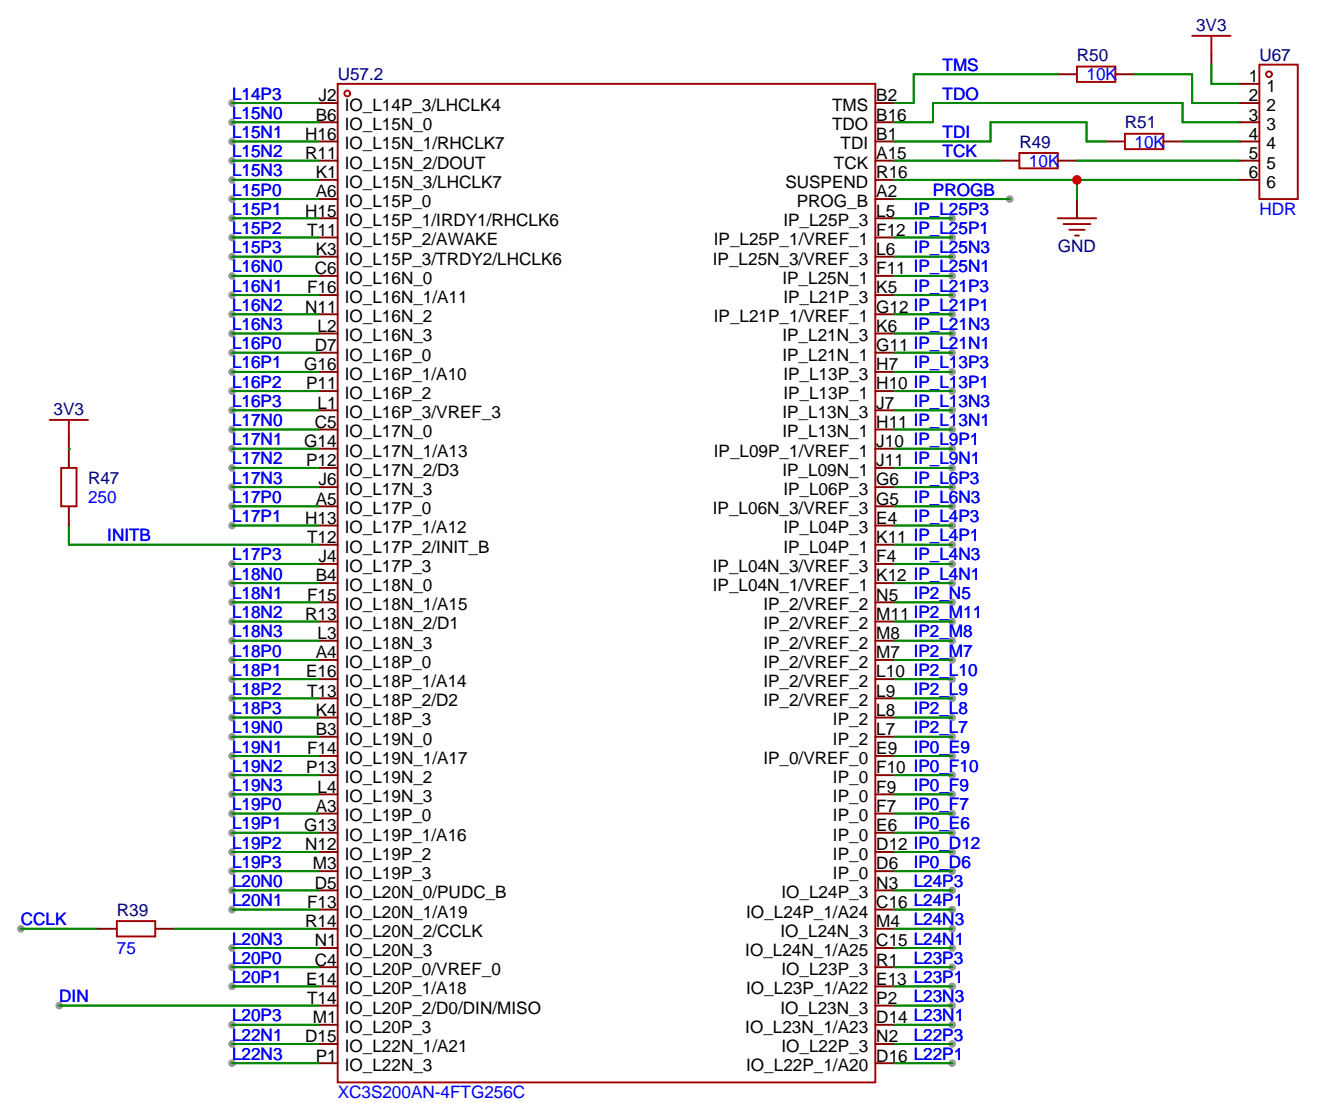 U57.2
L14P3 J2 IO_L14P_3/LHCLK4
L15N0 B6 IO_L15N_0
L15N1 H16 IO_L15N_1/RHCLK7
L15N2 R11 IO_L15N_2/DOUT
L15N3 K1 IO_L15N_3/LHCLK7
L15P0 A6 IO_L15P_0
L15P1 H15 IO_L15P_1/IRDY1/RHCLK6
L15P2 T11 IO_L15P_2/AWAKE
L15P3 K3 IO_L15P_3/TRDY2/LHCLK6
L16N0 C6 IO_L16N_0
L16N1 F16 IO_L16N_1/A11
L16N2 N11 IO_L16N_2
L16N3 L2 IO_L16N_3
L16P0 D7 IO_L16P_0
L16P1 G16 IO_L16P_1/A10
L16P2 P11 IO_L16P_2
L16P3 L1 IO_L16P_3/VREF_3
L17N0 C5 IO_L17N_0
L17N1 G14 IO_L17N_1/A13
L17N2 P12 IO_L17N_2/D3
L17N3 J6 IO_L17N_3
L17P0 A5 IO_L17P_0
L17P1 H13 IO_L17P_1/A12
3V3
R47
250
INITB T12 IO_L17P_2/INIT_B
L17P3 J4 IO_L17P_3
L18N0 B4 IO_L18N_0
L18N1 F15 IO_L18N_1/A15
L18N2 R13 IO_L18N_2/D1
L18N3 L3 IO_L18N_3
L18P0 A4 IO_L18P_0
L18P1 E16 IO_L18P_1/A14
L18P2 T13 IO_L18P_2/D2
L18P3 K4 IO_L18P_3
L19N0 B3 IO_L19N_0
L19N1 F14 IO_L19N_1/A17
L19N2 P13 IO_L19N_2
L19N3 L4 IO_L19N_3
L19P0 A3 IO_L19P_0
L19P1 G13 IO_L19P_1/A16
L19P2 N12 IO_L19P_2
L19P3 M3 IO_L19P_3
L20N0 D5 IO_L20N_0/PUDC_B
L20N1 F13 IO_L20N_1/A19
R39
CCLK R14 IO_L20N_2/CCLK
75
L20N3 N1 IO_L20N_3
L20P0 C4 IO_L20P_0/VREF_0
L20P1 E14 IO_L20P_1/A18
DIN T14 IO_L20P_2/D0/DIN/MISO
L20P3 M1 IO_L20P_3
L22N1 D15 IO_L22N_1/A21
L22N3 P1 IO_L22N_3
XC3S200AN-4FTG256C
TMS B2 TMS
TDO B16 TDO
TDI B1 TDI
TCK A15 TCK
SUSPEND R16
PROG_B A2 PROGB
IP_L25P_3 L5 IP_L25P3
IP_L25P_1/VREF_1 F12 IP_L25P1
IP_L25N_3/VREF_3 L6 IP_L25N3
IP_L25N_1 F11 IP_L25N1
IP_L21P_3 K5 IP_L21P3
IP_L21P_1/VREF_1 G12 IP_L21P1
IP_L21N_3 K6 IP_L21N3
IP_L21N_1 G11 IP_L21N1
IP_L13P_3 H7 IP_L13P3
IP_L13P_1 H10 IP_L13P1
IP_L13N_3 J7 IP_L13N3
IP_L13N_1 H11 IP_L13N1
IP_L09P_1/VREF_1 J10 IP_L9P1
IP_L09N_1 J11 IP_L9N1
IP_L06P_3 G6 IP_L6P3
IP_L06N_3/VREF_3 G5 IP_L6N3
IP_L04P_3 E4 IP_L4P3
IP_L04P_1 K11 IP_L4P1
IP_L04N_3/VREF_3 F4 IP_L4N3
IP_L04N_1/VREF_1 K12 IP_L4N1
IP_2/VREF_2 N5 IP2_N5
IP_2/VREF_2 M11 IP2_M11
IP_2/VREF_2 M8 IP2_M8
IP_2/VREF_2 M7 IP2_M7
IP_2/VREF_2 L10 IP2_L10
IP_2/VREF_2 L9 IP2_L9
IP_2 L8 IP2_L8
IP_2 L7 IP2_L7
IP_0/VREF_0 E9 IP0_E9
IP_0 F10 IP0_F10
IP_0 F9 IP0_F9
IP_0 F7 IP0_F7
IP_0 E6 IP0_E6
IP_0 D12 IP0_D12
IP_0 D6 IP0_D6
IO_L24P_3 N3 L24P3
IO_L24P_1/A24 C16 L24P1
IO_L24N_3 M4 L24N3
IO_L24N_1/A25 C15 L24N1
IO_L23P_3 R1 L23P3
IO_L23P_1/A22 E13 L23P1
IO_L23N_3 P2 L23N3
IO_L23N_1/A23 D14 L23N1
IO_L22P_3 N2 L22P3
IO_L22P_1/A20 D16 L22P1
3V3
R50
10K
R51
10K
R49
10K
GND
U67
1 1
2 2
3 3
4 4
5 5
6 6
HDR